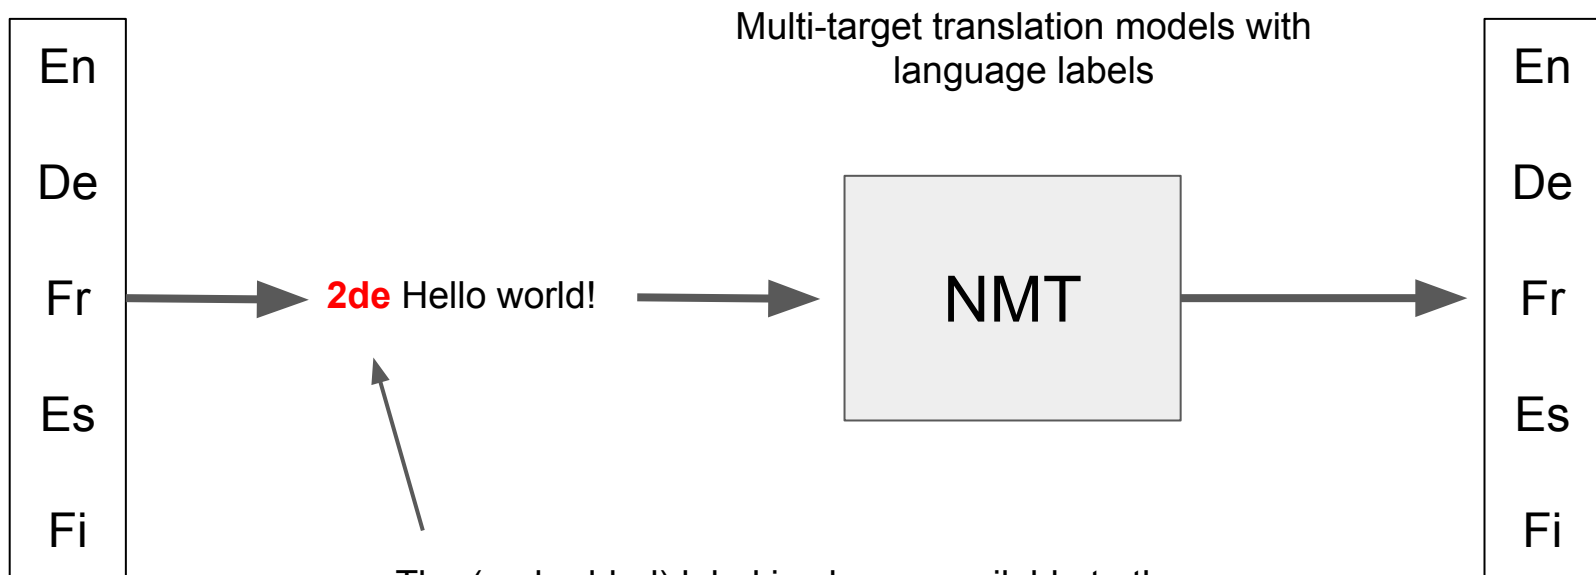 Multi-target translation models with
language labels
En
De
Fr
Es
Fi
2de Hello world!
NMT
En
De
Fr
Es
Fi